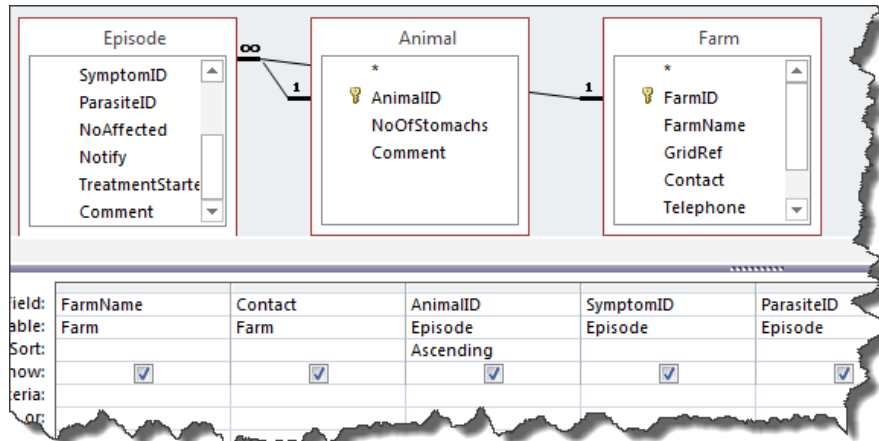 Episode
SymptomID
ParasiteID
NoAffected
Notify
TreatmentStarte
Comment
∞
1
Animal
*
AnimalID
NoOfStomachs
Comment
1
Farm
*
FarmID
FarmName
GridRef
Contact
Telephone
ield: FarmName Contact AnimalID SymptomID ParasiteID
able: Farm Farm Episode Episode Episode
Sort: Ascending
how:
teria:
or: